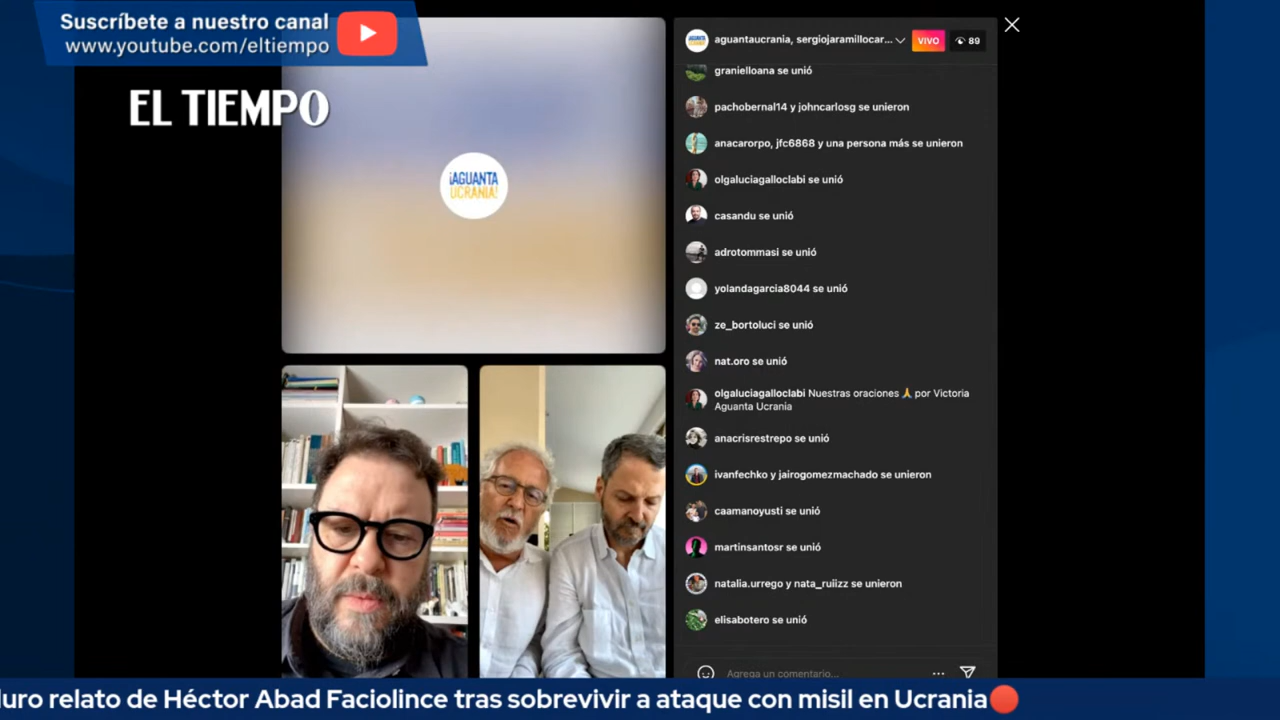 Suscríbete a nuestro canal
www.youtube.com/eltiempo
EL TIEMPO
¡AGUANTA
UCRANIA!
aguantaucrania, sergiojaramillocar...
VIVO
89
granielloana se unió
pachobernal14 y johncarlosg se unieron
anacarorpo, jfc6868 y una persona más se unieron
olgaluciagalloclabi se unió
casandu se unió
adrotommasi se unió
yolandagarcia8044 se unió
ze_bortoluci se unió
nat.oro se unió
olgaluciagalloclabi Nuestras oraciones 🙏 por Victoria
Aguanta Ucrania
anacrisrestrepo se unió
ivanfechko y jairogomezmachado se unieron
caamanoyusti se unió
martinsantosr se unió
natalia.urrego y nata_ruiizz se unieron
elisabotero se unió
Agrega un comentario...
duro relato de Héctor Abad Faciolince tras sobrevivir a ataque con misil en Ucrania🔴